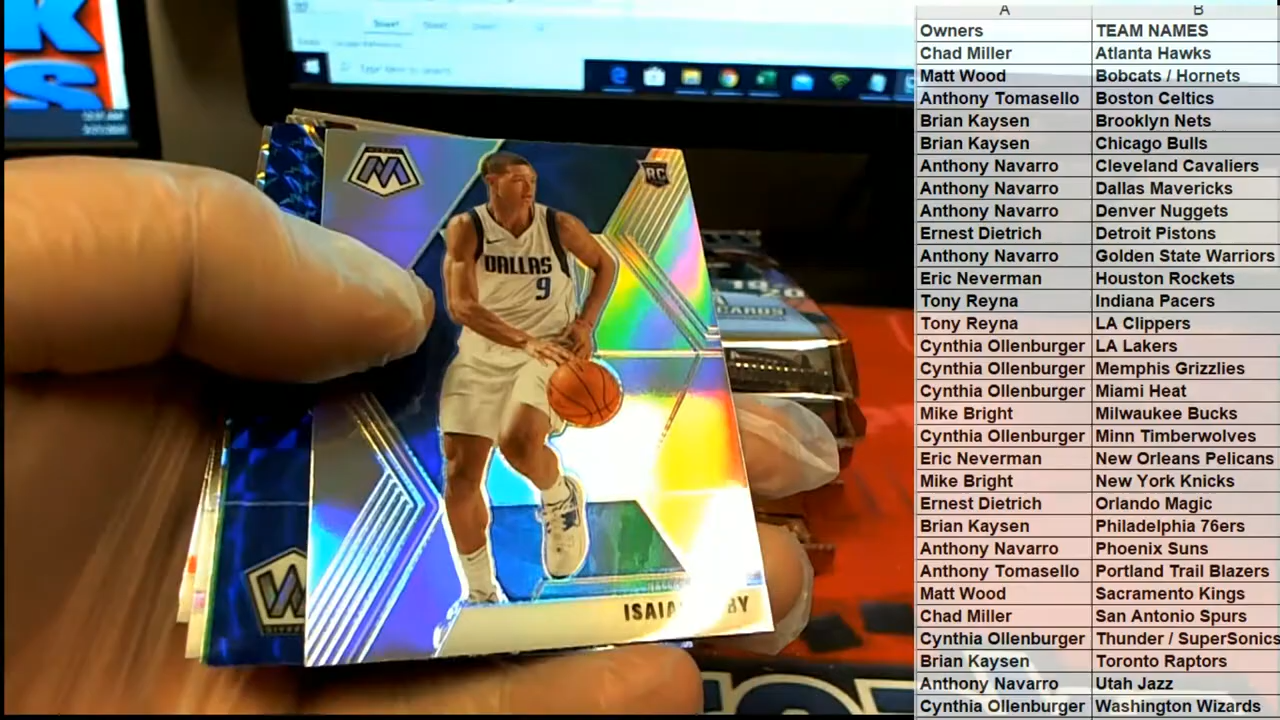 A B
Owners TEAM NAMES
Chad Miller Atlanta Hawks
Matt Wood Bobcats / Hornets
Anthony Tomasello Boston Celtics
Brian Kaysen Brooklyn Nets
Brian Kaysen Chicago Bulls
Anthony Navarro Cleveland Cavaliers
Anthony Navarro Dallas Mavericks
Anthony Navarro Denver Nuggets
Ernest Dietrich Detroit Pistons
Anthony Navarro Golden State Warriors
Eric Neverman Houston Rockets
Tony Reyna Indiana Pacers
Tony Reyna LA Clippers
Cynthia Ollenburger LA Lakers
Cynthia Ollenburger Memphis Grizzlies
Cynthia Ollenburger Miami Heat
Mike Bright Milwaukee Bucks
Cynthia Ollenburger Minn Timberwolves
Eric Neverman New Orleans Pelicans
Mike Bright New York Knicks
Ernest Dietrich Orlando Magic
Brian Kaysen Philadelphia 76ers
Anthony Navarro Phoenix Suns
Anthony Tomasello Portland Trail Blazers
Matt Wood Sacramento Kings
Chad Miller San Antonio Spurs
Cynthia Ollenburger Thunder / SuperSonics
Brian Kaysen Toronto Raptors
Anthony Navarro Utah Jazz
Cynthia Ollenburger Washington Wizards
RC
DALLAS
9